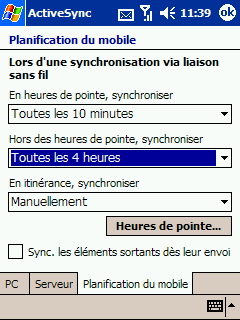 ActiveSync 11:39 ok
Planification du mobile
Lors d'une synchronisation via liaison
sans fil
En heures de pointe, synchroniser
Toutes les 10 minutes
Hors des heures de pointe, synchroniser
Toutes les 4 heures
En itinérance, synchroniser
Manuellement
Heures de pointe...
Sync. les éléments sortants dès leur envoi
PC Serveur Planification du mobile